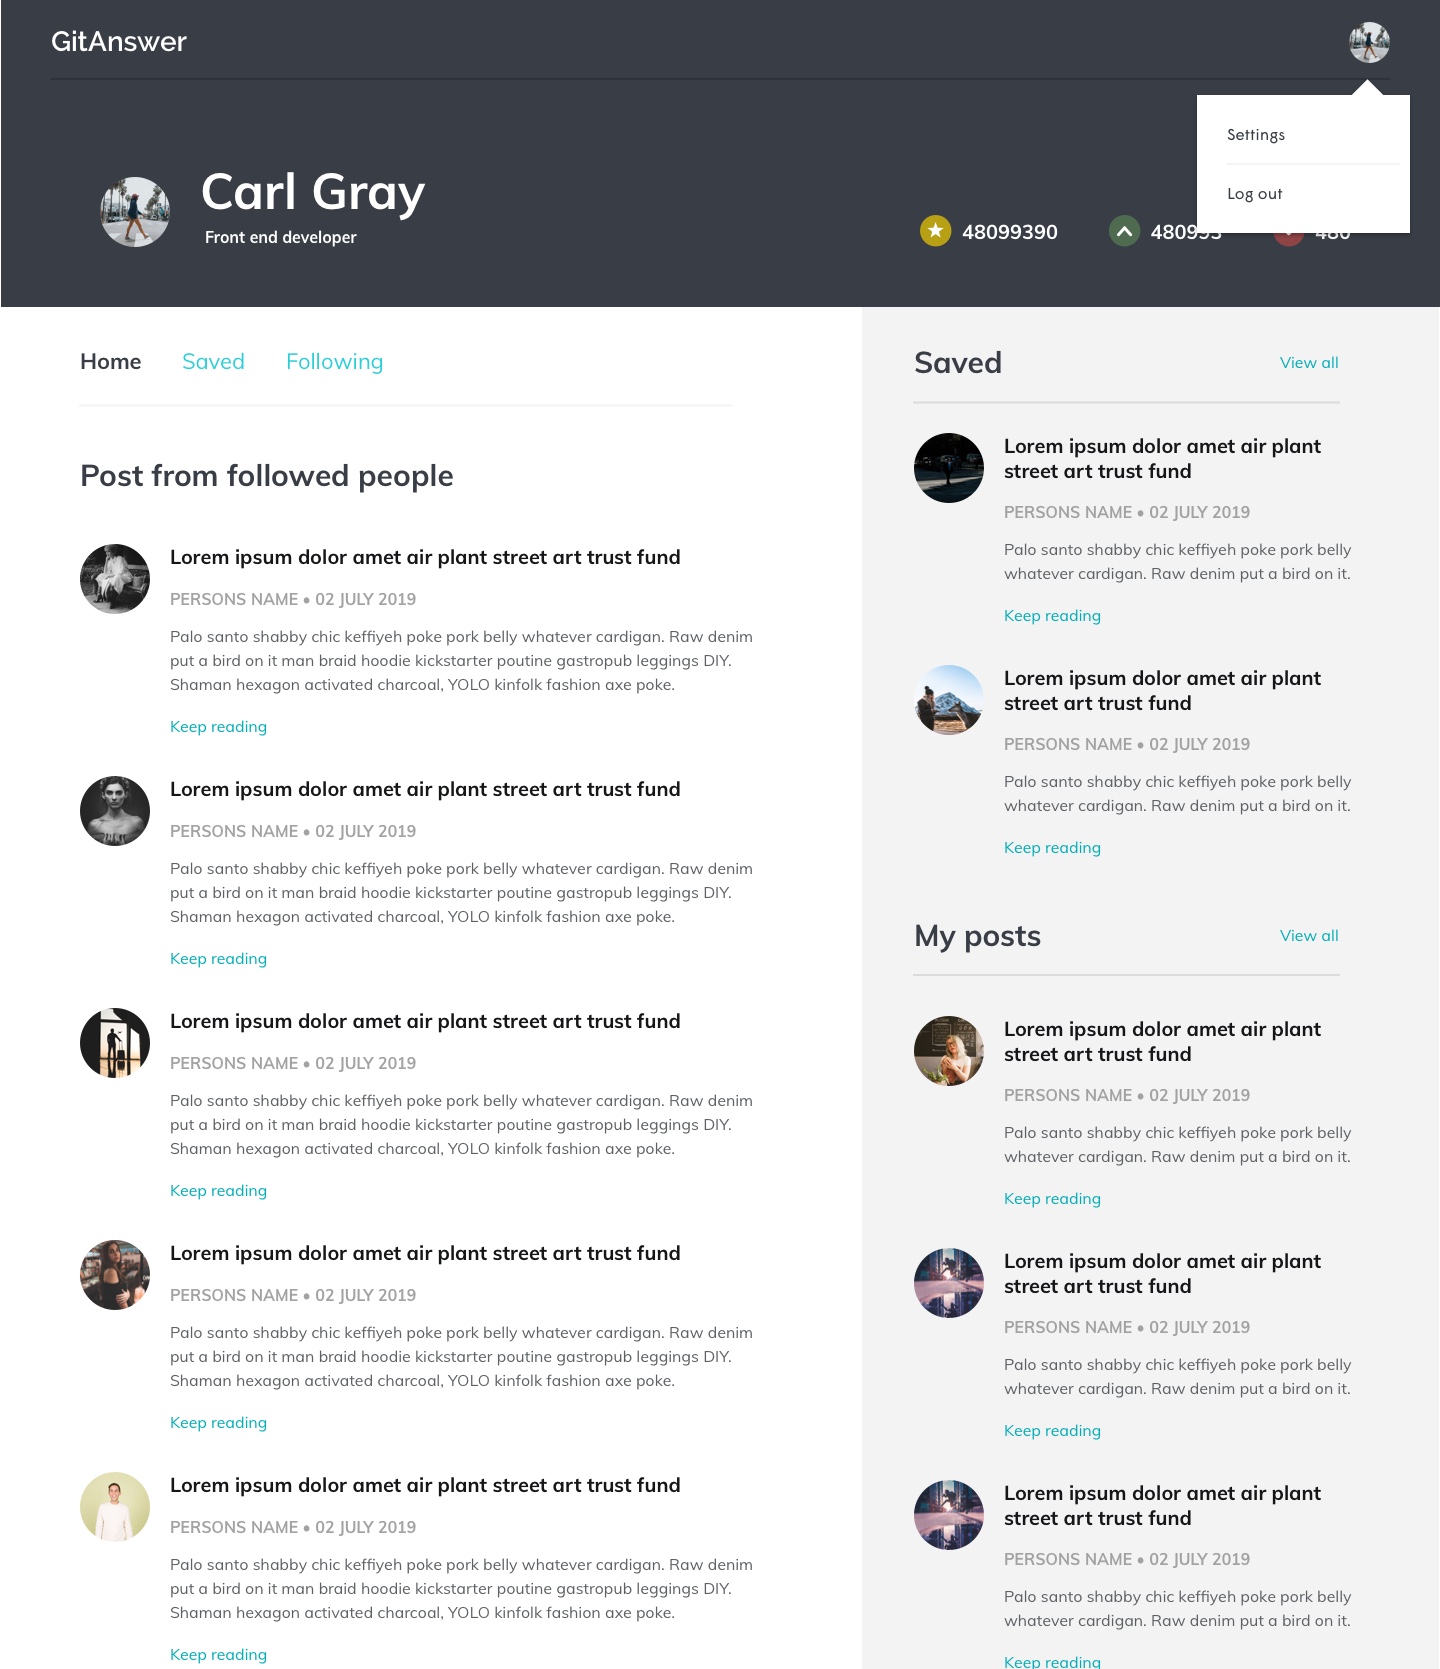 GitAnswer
Settings
Log out
Carl Gray
Front end developer
48099390
480993
480
Home Saved Following
Post from followed people
Lorem ipsum dolor amet air plant street art trust fund
PERSONS NAME • 02 JULY 2019
Palo santo shabby chic keffiyeh poke pork belly whatever cardigan. Raw denim
put a bird on it man braid hoodie kickstarter poutine gastropub leggings DIY.
Shaman hexagon activated charcoal, YOLO kinfolk fashion axe poke.
Keep reading
Lorem ipsum dolor amet air plant street art trust fund
PERSONS NAME • 02 JULY 2019
Palo santo shabby chic keffiyeh poke pork belly whatever cardigan. Raw denim
put a bird on it man braid hoodie kickstarter poutine gastropub leggings DIY.
Shaman hexagon activated charcoal, YOLO kinfolk fashion axe poke.
Keep reading
Lorem ipsum dolor amet air plant street art trust fund
PERSONS NAME • 02 JULY 2019
Palo santo shabby chic keffiyeh poke pork belly whatever cardigan. Raw denim
put a bird on it man braid hoodie kickstarter poutine gastropub leggings DIY.
Shaman hexagon activated charcoal, YOLO kinfolk fashion axe poke.
Keep reading
Lorem ipsum dolor amet air plant street art trust fund
PERSONS NAME • 02 JULY 2019
Palo santo shabby chic keffiyeh poke pork belly whatever cardigan. Raw denim
put a bird on it man braid hoodie kickstarter poutine gastropub leggings DIY.
Shaman hexagon activated charcoal, YOLO kinfolk fashion axe poke.
Keep reading
Lorem ipsum dolor amet air plant street art trust fund
PERSONS NAME • 02 JULY 2019
Palo santo shabby chic keffiyeh poke pork belly whatever cardigan. Raw denim
put a bird on it man braid hoodie kickstarter poutine gastropub leggings DIY.
Shaman hexagon activated charcoal, YOLO kinfolk fashion axe poke.
Keep reading
Saved
View all
Lorem ipsum dolor amet air plant
street art trust fund
PERSONS NAME • 02 JULY 2019
Palo santo shabby chic keffiyeh poke pork belly
whatever cardigan. Raw denim put a bird on it.
Keep reading
Lorem ipsum dolor amet air plant
street art trust fund
PERSONS NAME • 02 JULY 2019
Palo santo shabby chic keffiyeh poke pork belly
whatever cardigan. Raw denim put a bird on it.
Keep reading
My posts
View all
Lorem ipsum dolor amet air plant
street art trust fund
PERSONS NAME • 02 JULY 2019
Palo santo shabby chic keffiyeh poke pork belly
whatever cardigan. Raw denim put a bird on it.
Keep reading
Lorem ipsum dolor amet air plant
street art trust fund
PERSONS NAME • 02 JULY 2019
Palo santo shabby chic keffiyeh poke pork belly
whatever cardigan. Raw denim put a bird on it.
Keep reading
Lorem ipsum dolor amet air plant
street art trust fund
PERSONS NAME • 02 JULY 2019
Palo santo shabby chic keffiyeh poke pork belly
whatever cardigan. Raw denim put a bird on it.
Keep reading